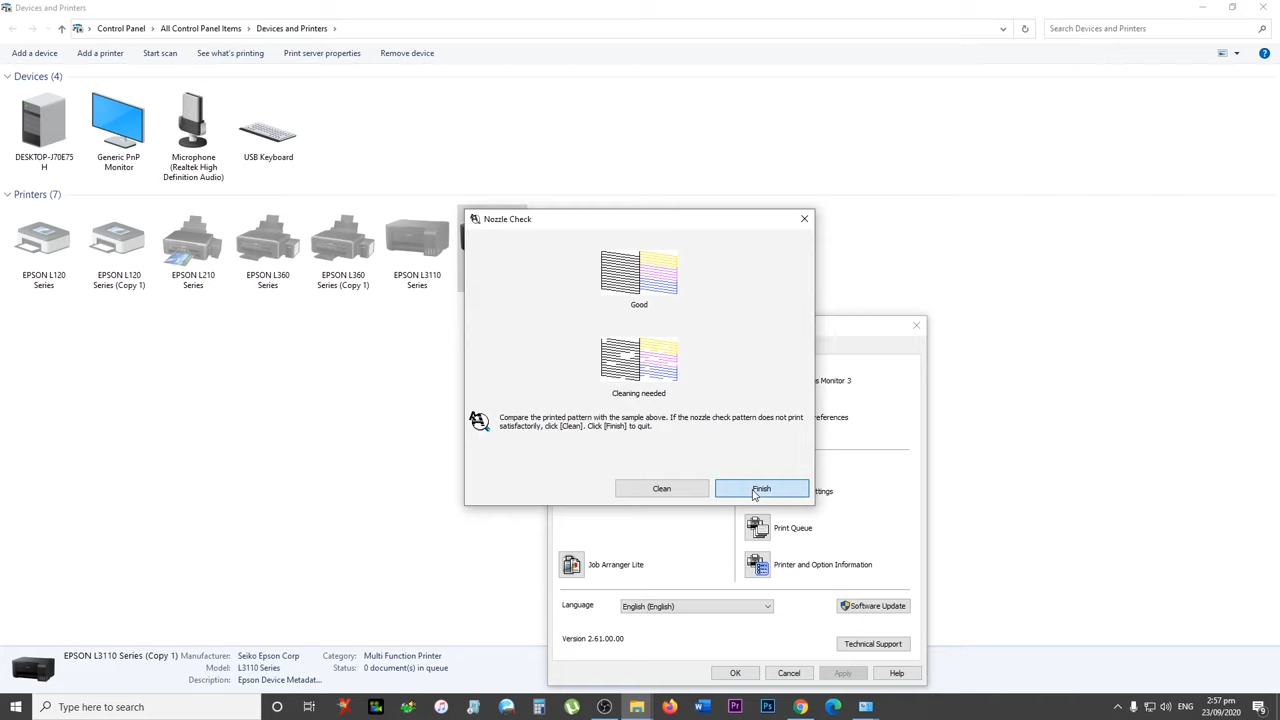 Devices and Printers
Control Panel > All Control Panel Items > Devices and Printers >
Search Devices and Printers
Add a device Add a printer Start scan See what's printing Print server properties Remove device
Devices (4)
DESKTOP-J70E75
H
Generic PnP
Monitor
Microphone
(Realtek High
Definition Audio)
USB Keyboard
Printers (7)
EPSON L120
Series
EPSON L120
Series (Copy 1)
EPSON L210
Series
EPSON L360
Series
EPSON L360
Series (Copy 1)
EPSON L3110
Series
Nozzle Check
Good
Cleaning needed
Compare the printed pattern with the sample above. If the nozzle check pattern does not print
satisfactorily, click [Clean]. Click [Finish] to quit.
Clean Finish
Monitor 3
Print Queue
Job Arranger Lite
Printer and Option Information
Language English (English) Software Update
Version 2.61.00.00
Technical Support
OK Cancel Apply Help
EPSON L3110 Series (Copy 1) Manufacturer: Seiko Epson Corp Category: Multi Function Printer
Model: L3110 Series Status: 0 document(s) in queue
Description: Epson Device Metadat...
Type here to search
ENG
2:57 pm
23/09/2020